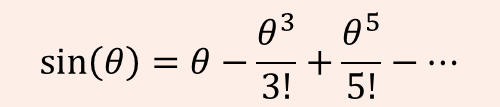 sin(θ) = θ − θ³/3! + θ⁵/5! − ⋯